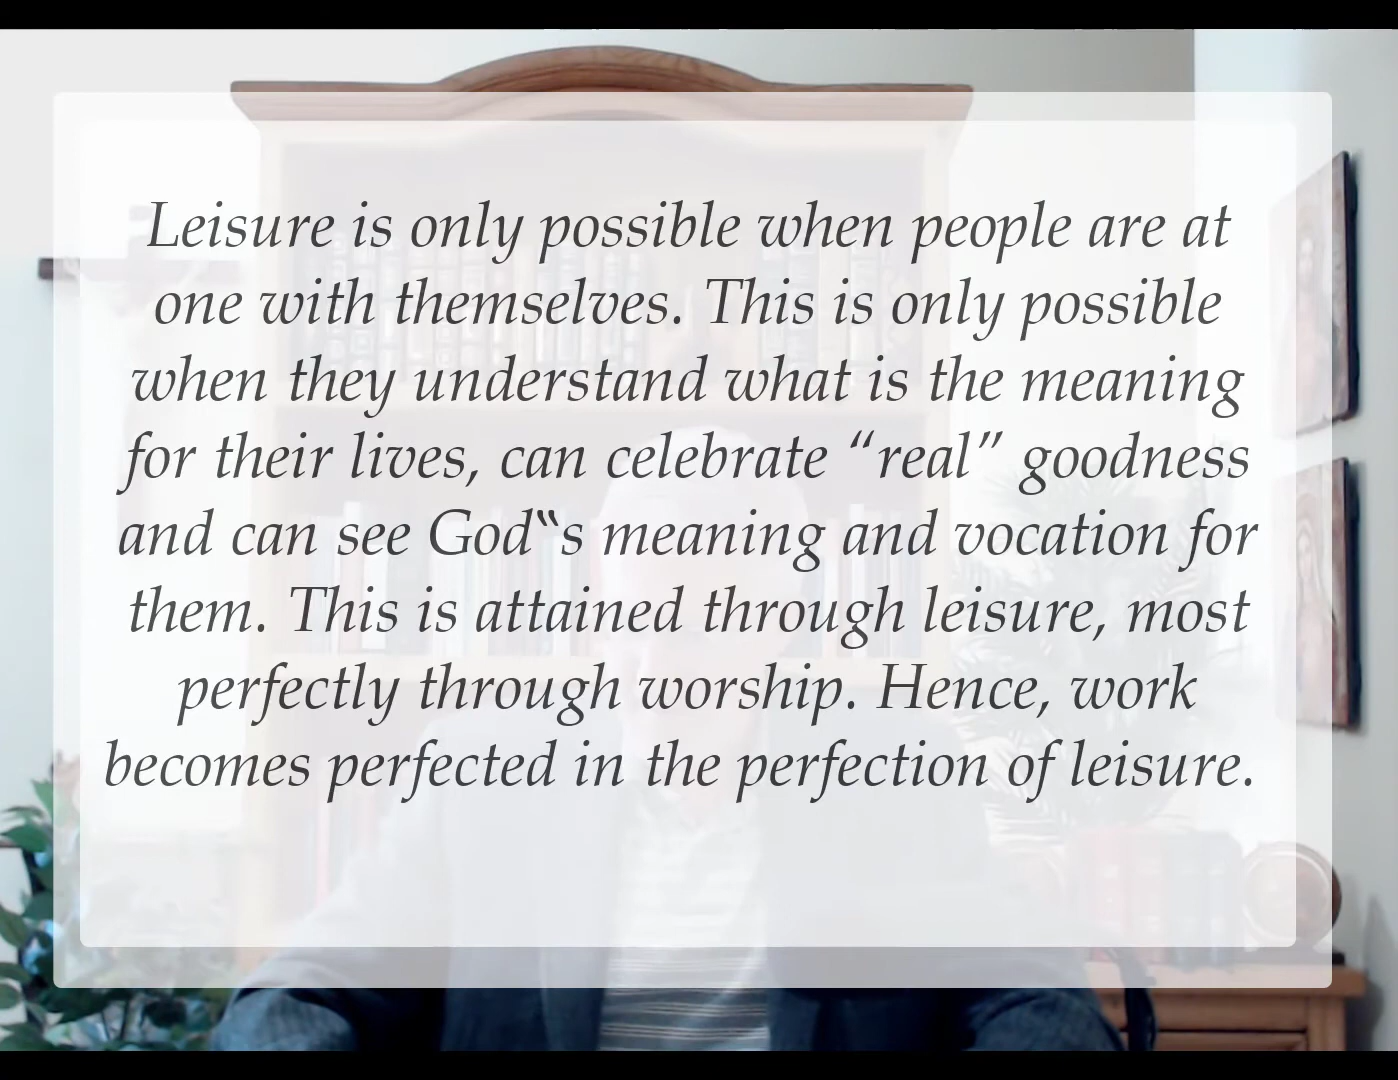 Leisure is only possible when people are at
one with themselves. This is only possible
when they understand what is the meaning
for their lives, can celebrate “real” goodness
and can see God‟s meaning and vocation for
them. This is attained through leisure, most
perfectly through worship. Hence, work
becomes perfected in the perfection of leisure.